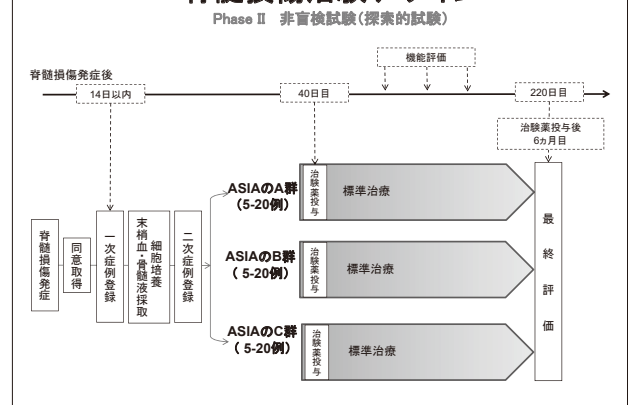 Phase Ⅱ 非盲検試験（探索的試験）
機能評価
脊髄損傷発症後
14日以内
40日目
220日目
治験薬投与後
6ヵ月目
脊髄損傷発症
同意取得
一次症例登録
末梢血・骨髄液採取
細胞培養
二次症例登録
ASIAのA群
(5-20例)
治験薬投与
標準治療
ASIAのB群
( 5-20例)
治験薬投与
標準治療
ASIAのC群
( 5-20例)
治験薬投与
標準治療
最終評価